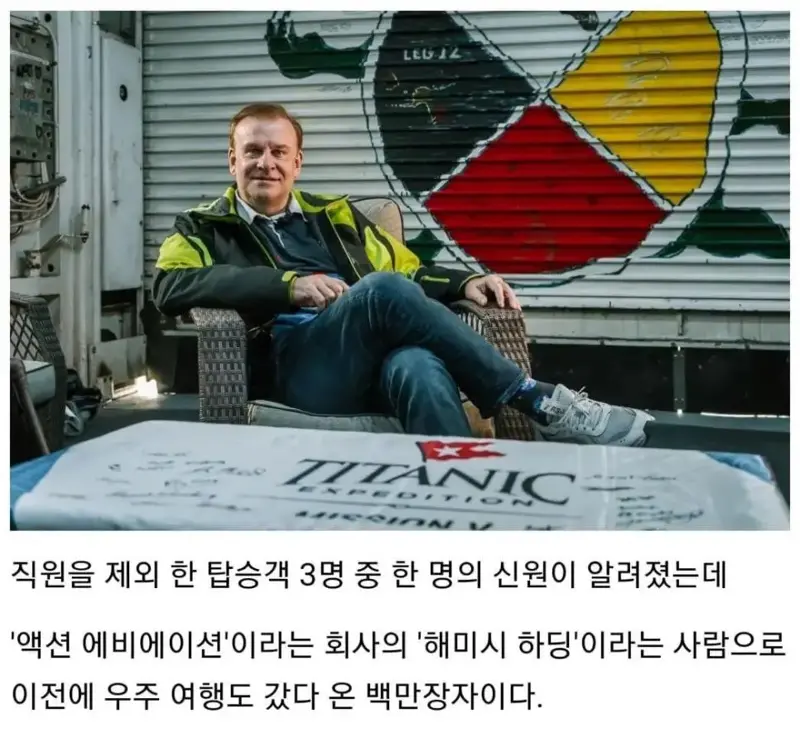 LEG 12
TITANIC
EXPEDITION
MISSION V
직원을 제외 한 탑승객 3명 중 한 명의 신원이 알려졌는데
'액션 에비에이션'이라는 회사의 '해미시 하딩'이라는 사람으로
이전에 우주 여행도 갔다 온 백만장자이다.